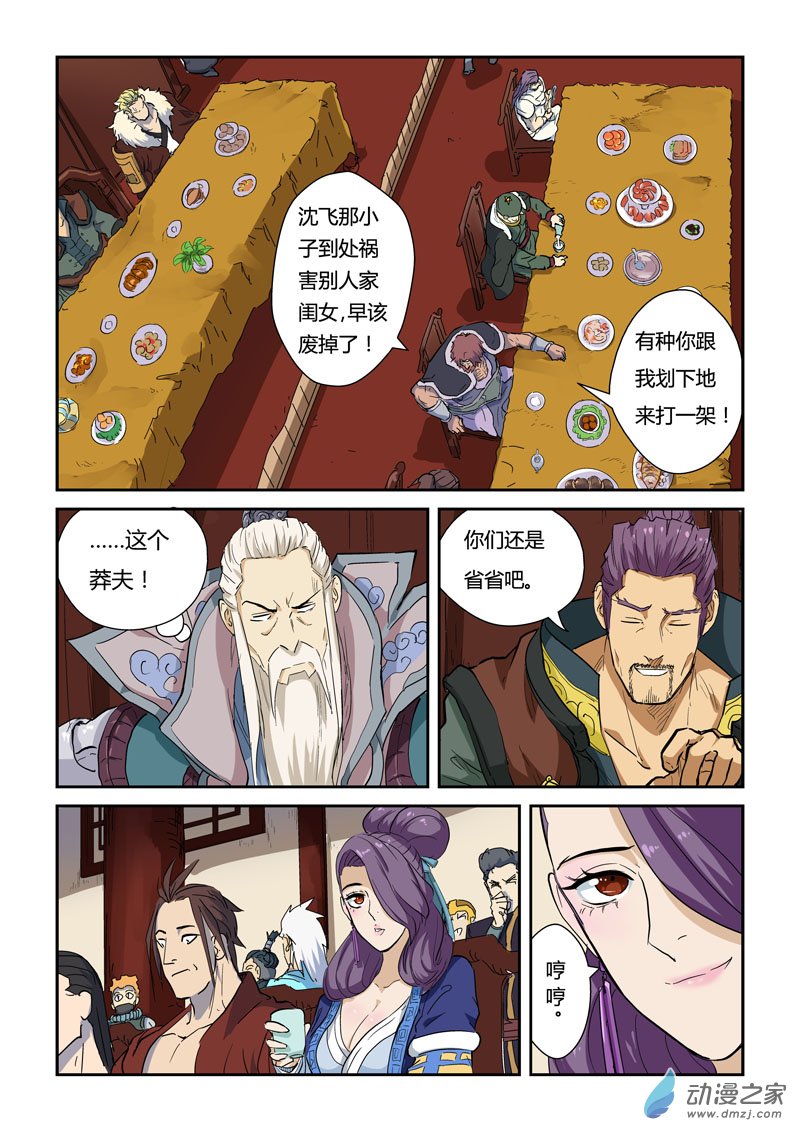 沈飞那小
子到处祸
害别人家
闺女，早该
废掉了！
有种你跟
我划下地
来打一架！
……这个
莽夫！
你们还是
省省吧。
哼
哼。
动漫之家
www.dmzj.com